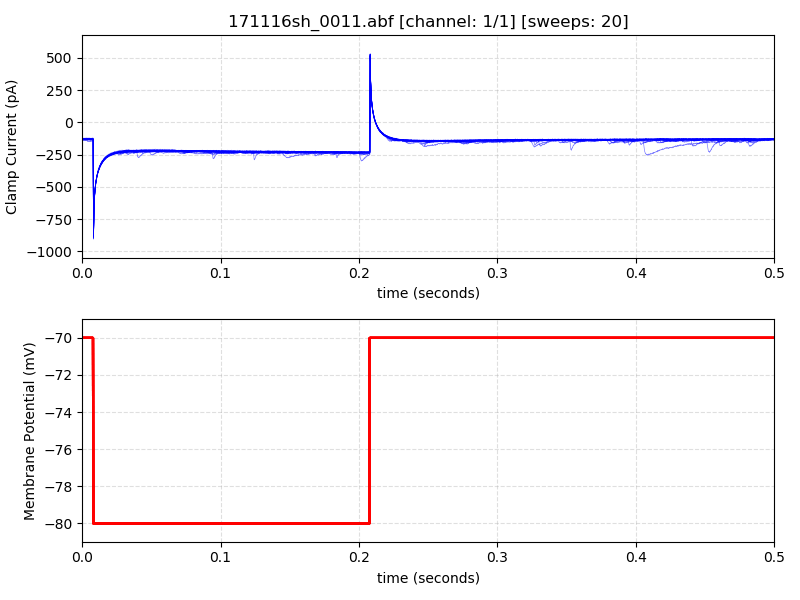 171116sh_0011.abf [channel: 1/1] [sweeps: 20]
Clamp Current (pA)
500
250
0
−250
−500
−750
−1000
0.0 0.1 0.2 0.3 0.4 0.5
time (seconds)
Membrane Potential (mV)
−70
−72
−74
−76
−78
−80
0.0 0.1 0.2 0.3 0.4 0.5
time (seconds)